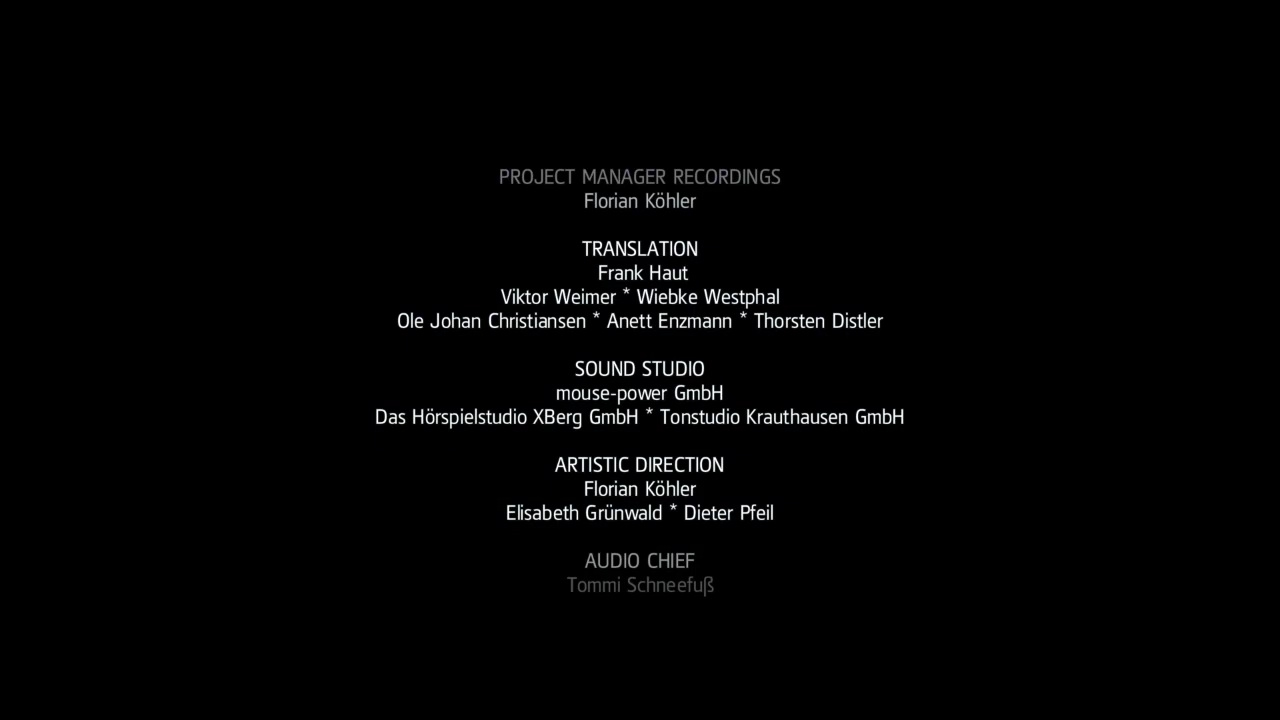 PROJECT MANAGER RECORDINGS
Florian Köhler
TRANSLATION
Frank Haut
Viktor Weimer * Wiebke Westphal
Ole Johan Christiansen * Anett Enzmann * Thorsten Distler
SOUND STUDIO
mouse-power GmbH
Das Hörspielstudio XBerg GmbH * Tonstudio Krauthausen GmbH
ARTISTIC DIRECTION
Florian Köhler
Elisabeth Grünwald * Dieter Pfeil
AUDIO CHIEF
Tommi Schneefuß